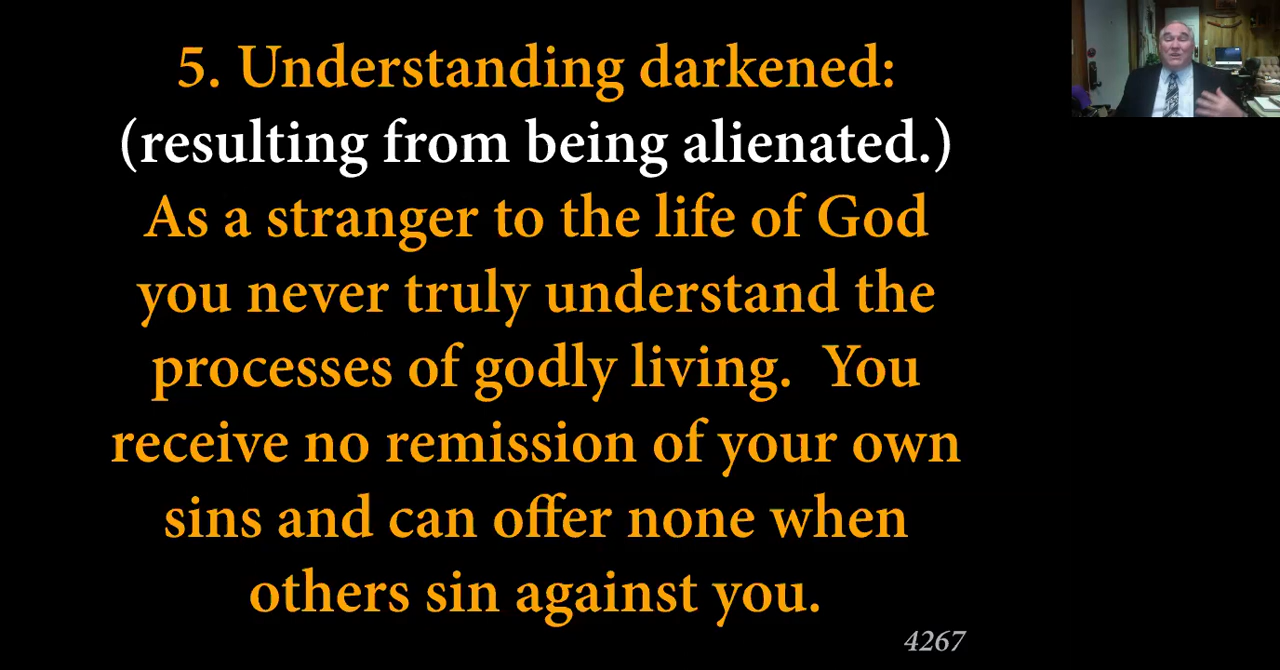 5. Understanding darkened:
(resulting from being alienated.)
As a stranger to the life of God
you never truly understand the
processes of godly living.  You
receive no remission of your own
sins and can offer none when
others sin against you.
4267